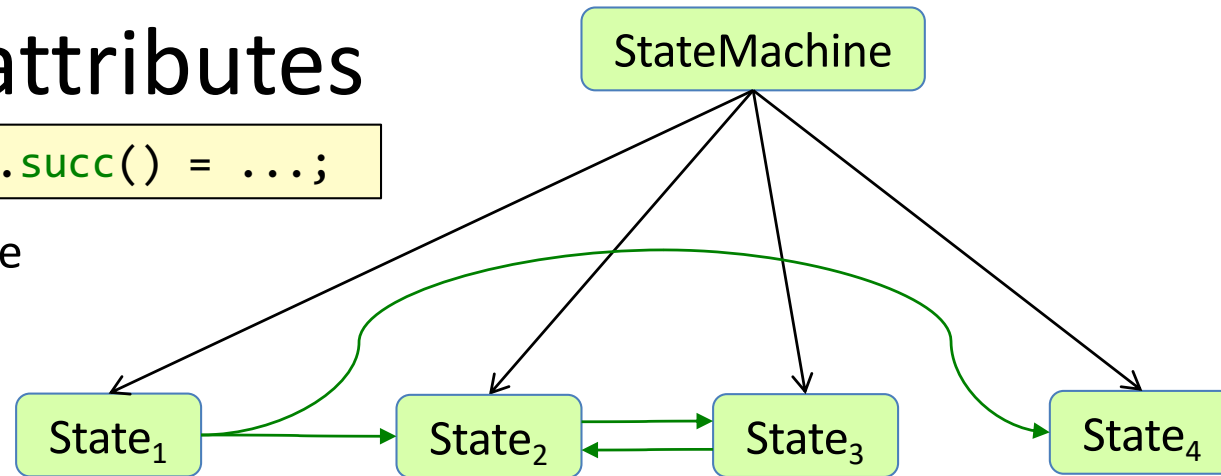 attributes
StateMachine
.succ() = ...;
e
State₁ State₂ State₃ State₄